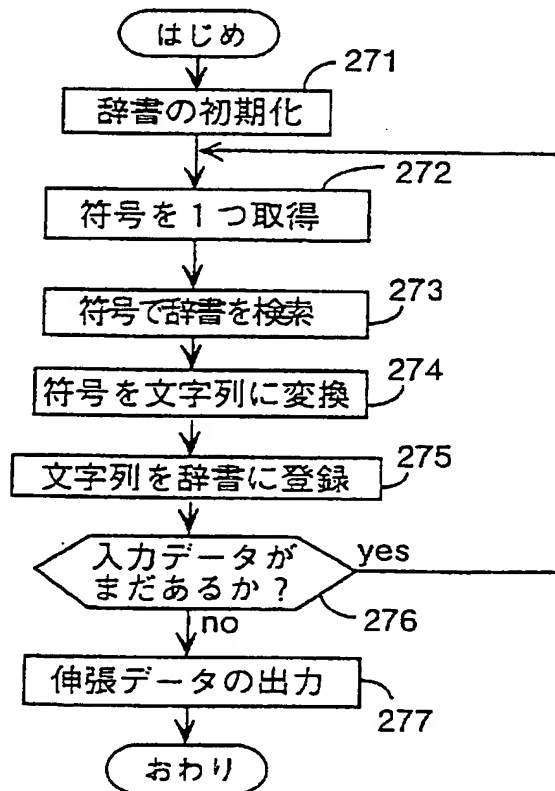 はじめ
271
辞書の初期化
272
符号を1つ取得
273
符号で辞書を検索
274
符号を文字列に変換
275
文字列を辞書に登録
入力データが
まだあるか?
yes
276
no
伸張データの出力
277
おわり